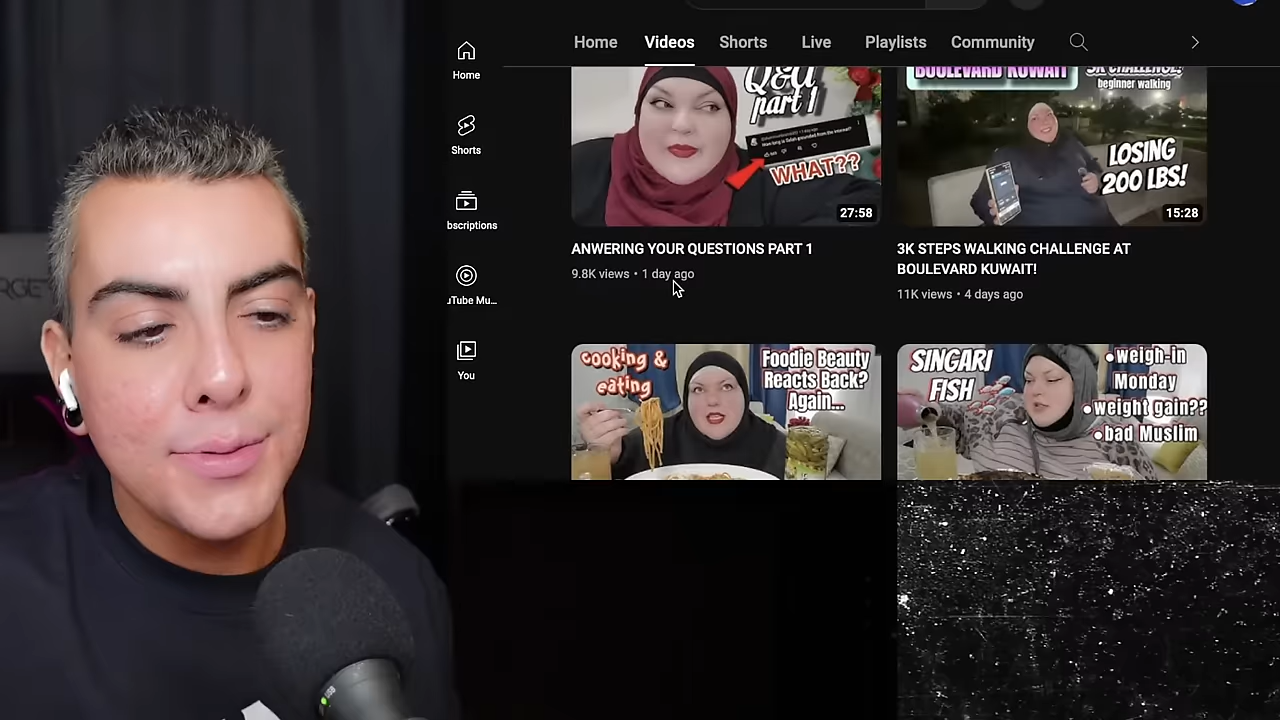 Home
Videos
Shorts
Live
Playlists
Community
Home
Shorts
bscriptions
uTube Mu...
You
Q&U
part 1
WHAT??
27:58
ANWERING YOUR QUESTIONS PART 1
9.8K views • 1 day ago
BOULEVARD KUWAIT
3K CHALLENGE!
beginner walking
LOSING
200 LBS!
15:28
3K STEPS WALKING CHALLENGE AT
BOULEVARD KUWAIT!
11K views • 4 days ago
cooking &
eating
Foodie Beauty
Reacts Back?
Again...
SINGARI
FISH
•weigh-in
Monday
•weight gain??
•bad Muslim